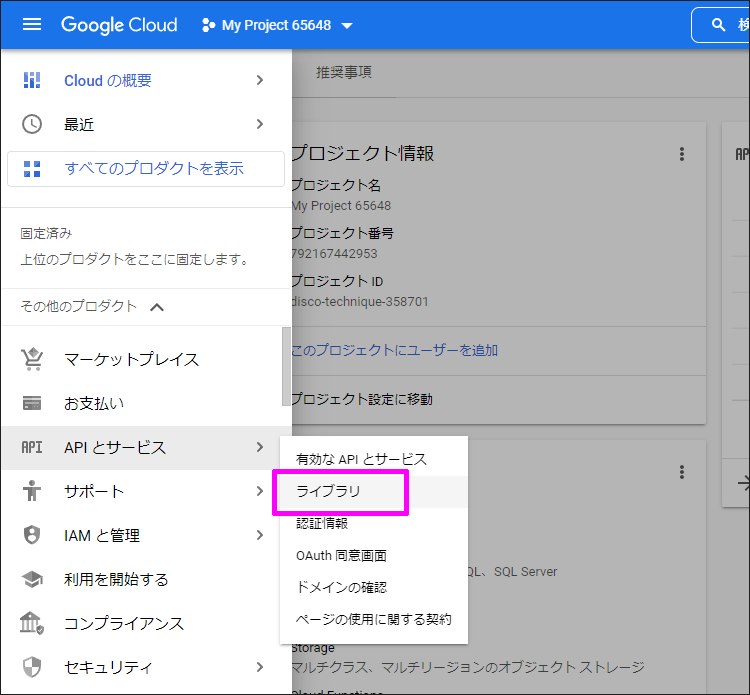 Google Cloud
My Project 65648
検
Cloud の概要
最近
すべてのプロダクトを表示
固定済み
上位のプロダクトをここに固定します。
その他のプロダクト
マーケットプレイス
お支払い
API API とサービス
サポート
IAM と管理
利用を開始する
コンプライアンス
セキュリティ
有効な API とサービス
ライブラリ
認証情報
OAuth 同意画面
ドメインの確認
ページの使用に関する契約
推奨事項
プロジェクト情報
プロジェクト名
My Project 65648
プロジェクト番号
792167442953
プロジェクト ID
disco-technique-358701
このプロジェクトにユーザーを追加
プロジェクト設定に移動
QL、SQL Server
Storage
マルチクラス、マルチリージョンのオブジェクト ストレージ
Cloud Functions
API